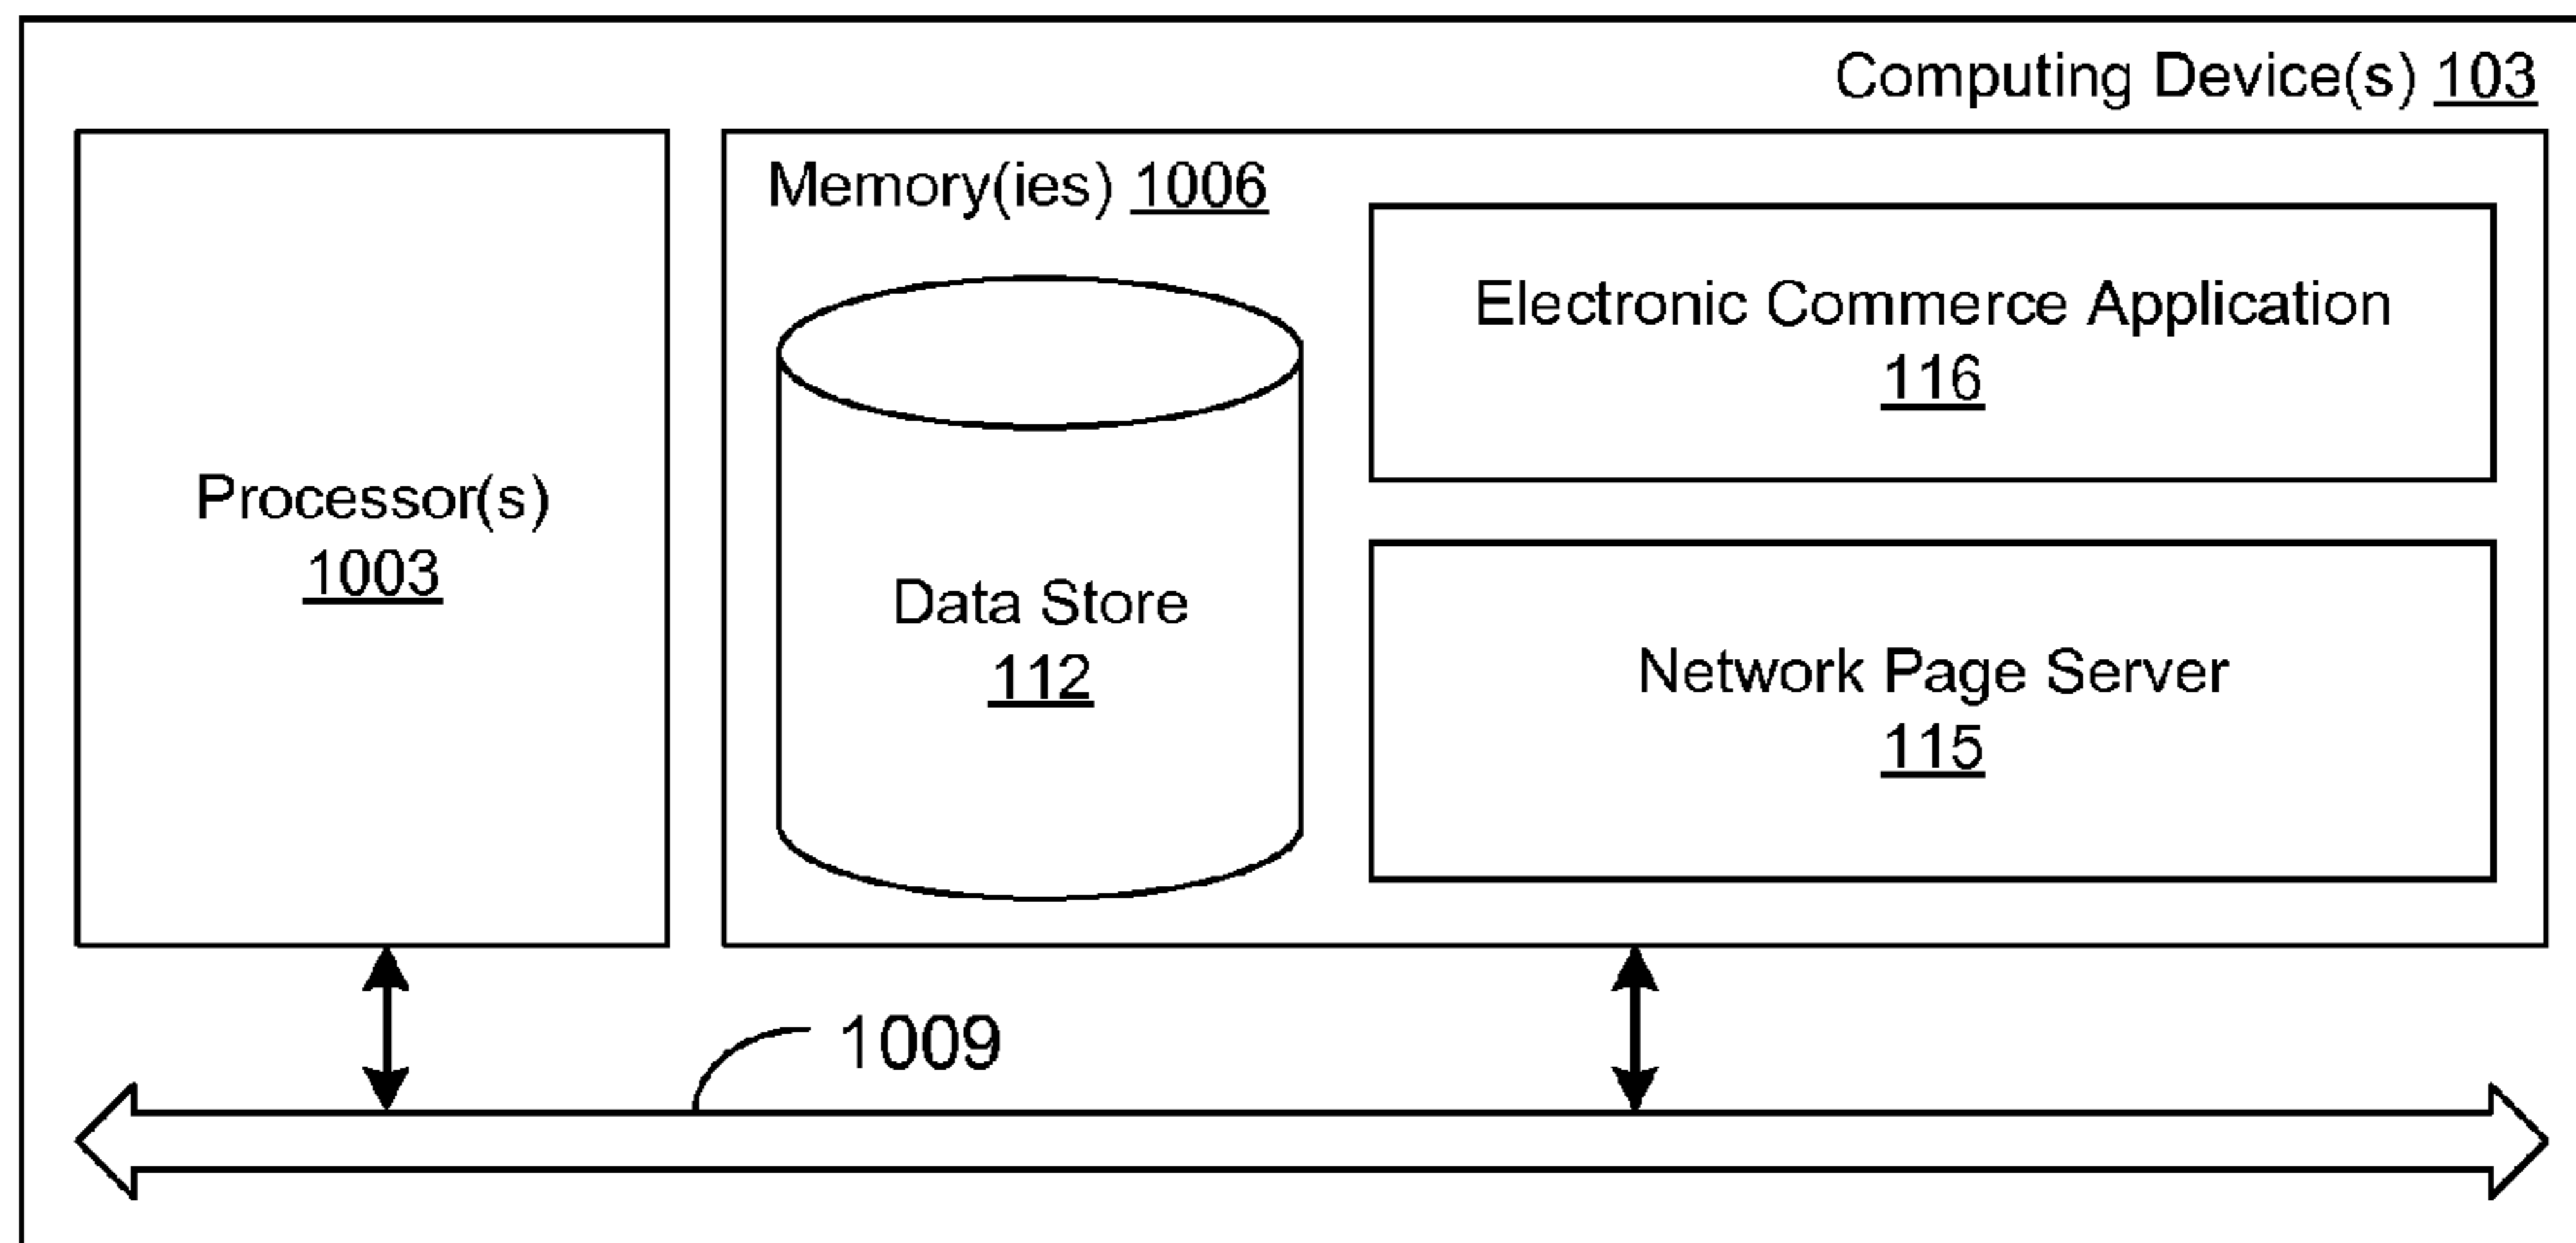 Computing Device(s) 103
Memory(ies) 1006
Electronic Commerce Application
116
Processor(s)
1003
Data Store
112
Network Page Server
115
1009